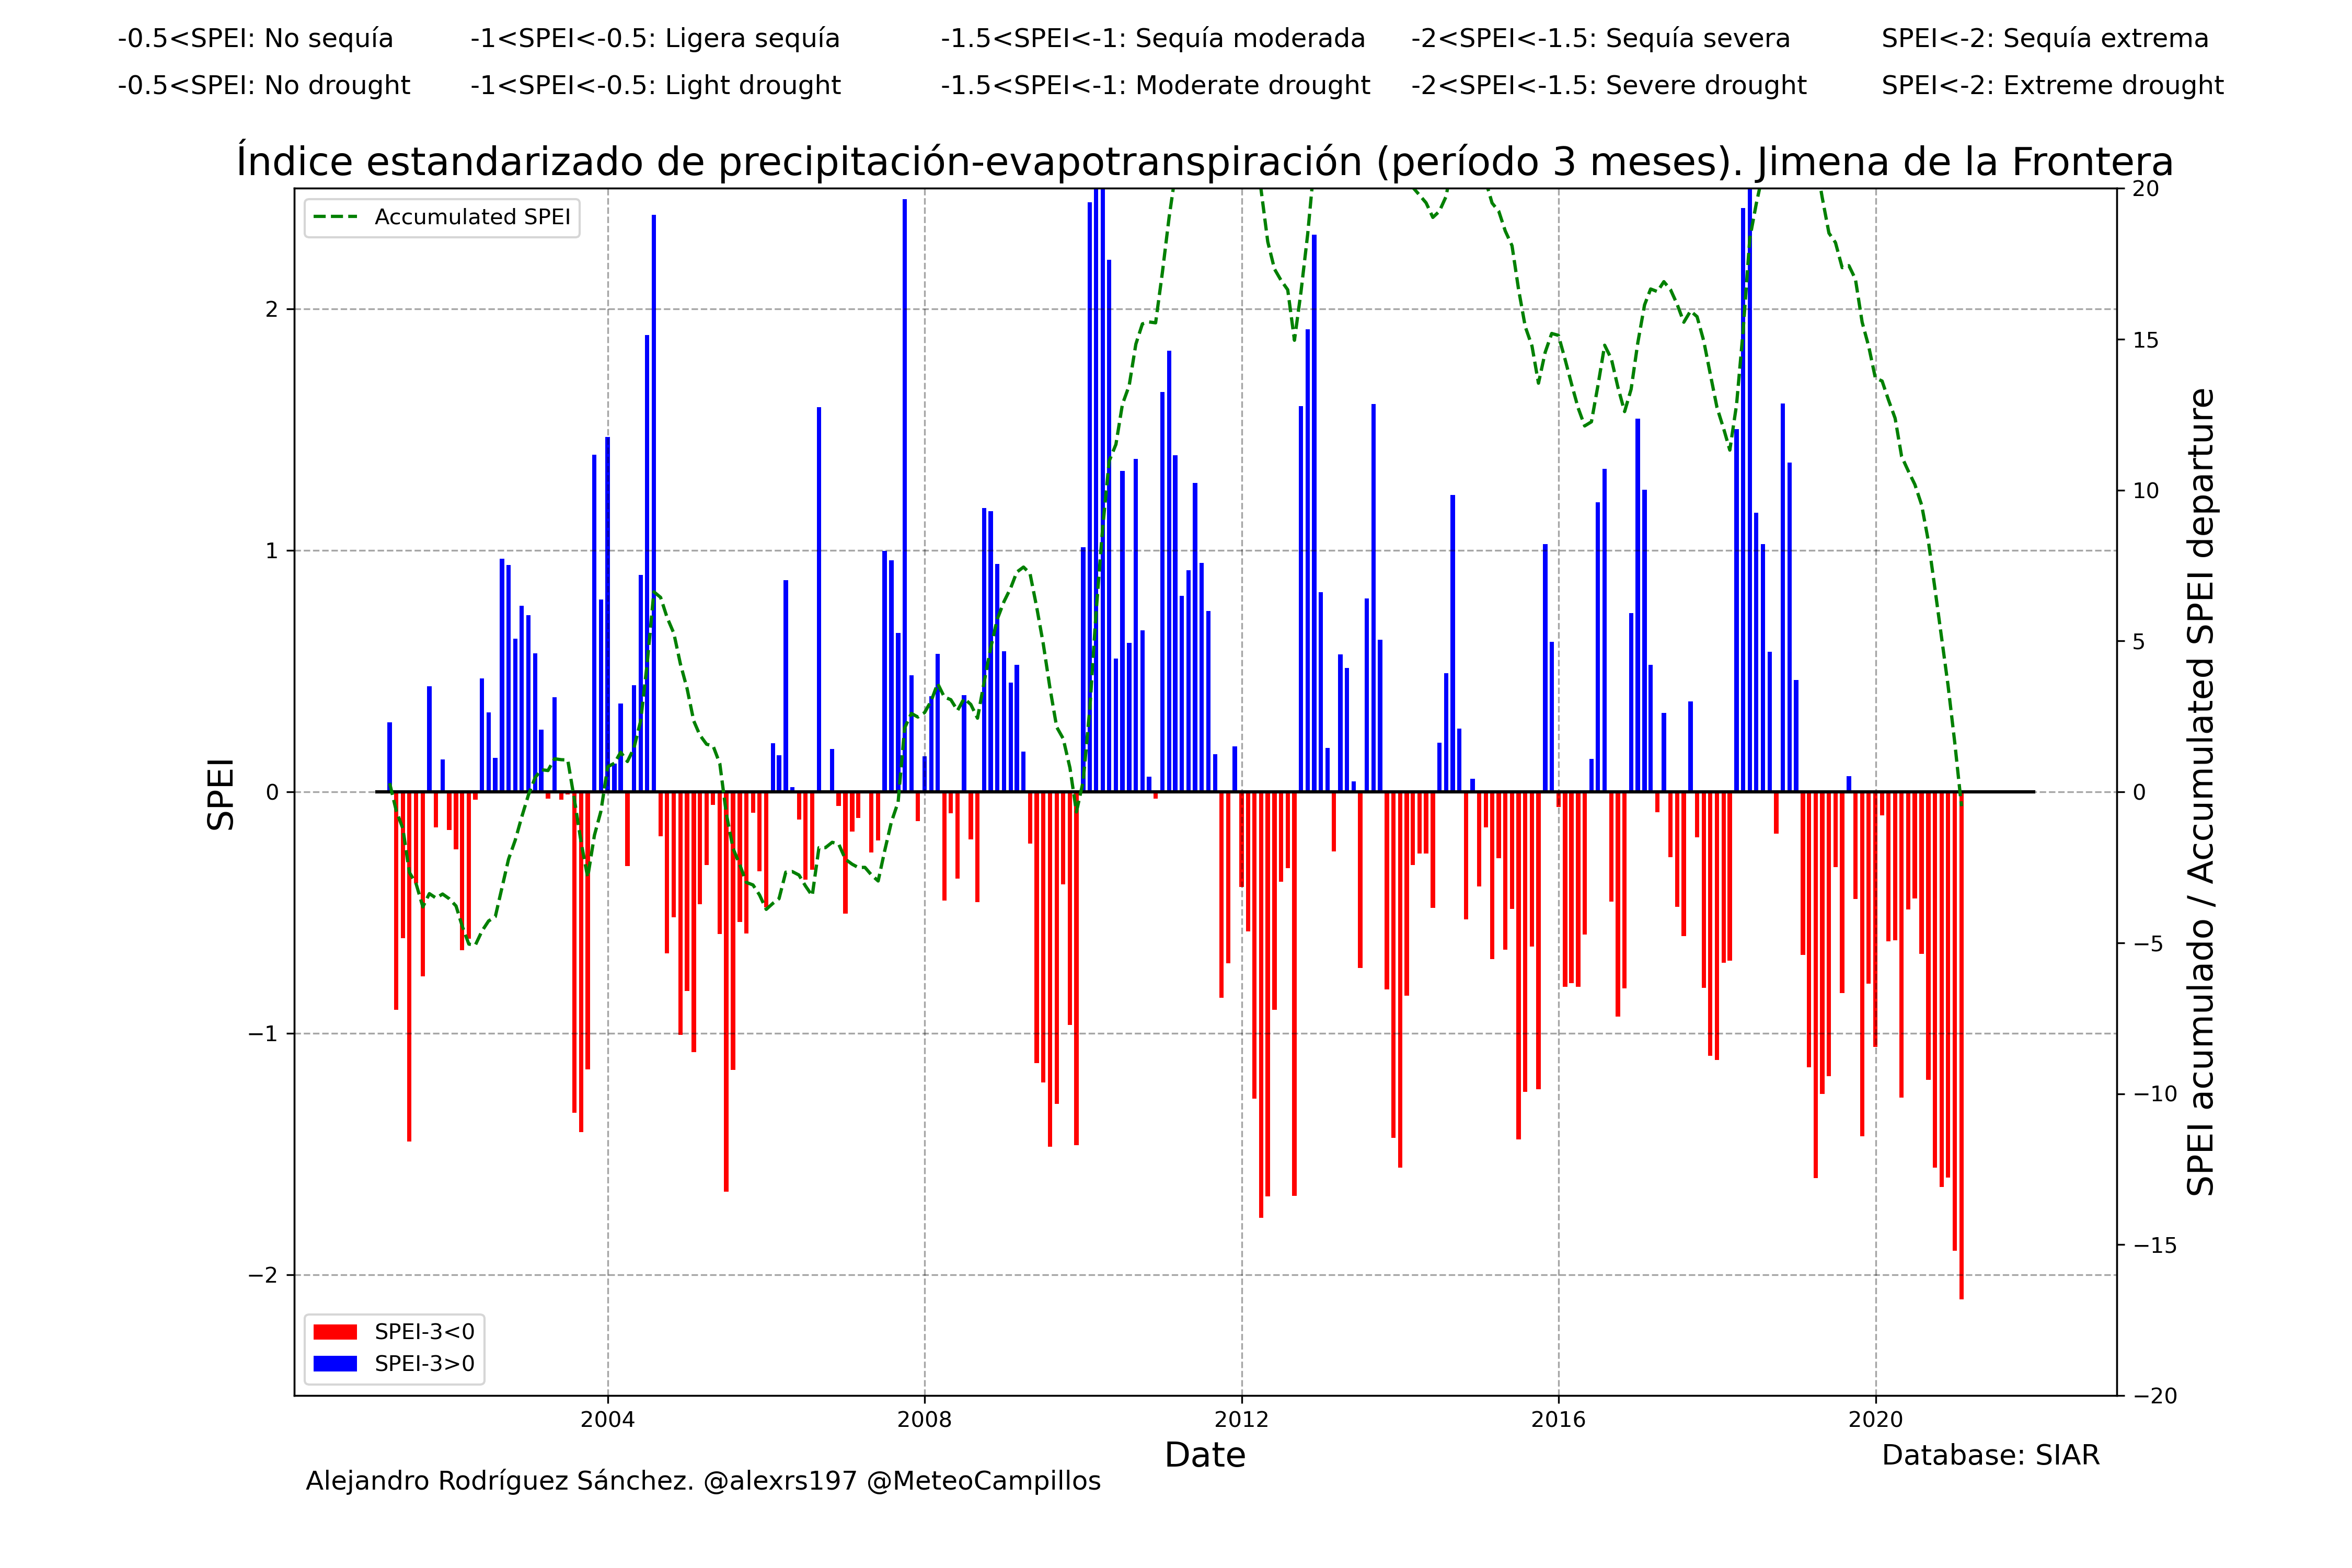 -0.5<SPEI: No sequía -1<SPEI<-0.5: Ligera sequía -1.5<SPEI<-1: Sequía moderada -2<SPEI<-1.5: Sequía severa SPEI<-2: Sequía extrema
-0.5<SPEI: No drought -1<SPEI<-0.5: Light drought -1.5<SPEI<-1: Moderate drought -2<SPEI<-1.5: Severe drought SPEI<-2: Extreme drought
Índice estandarizado de precipitación-evapotranspiración (período 3 meses). Jimena de la Frontera
Accumulated SPEI
2
1
0
−1
−2
SPEI
20
15
10
5
0
−5
−10
−15
−20
SPEI acumulado / Accumulated SPEI departure
SPEI-3<0
SPEI-3>0
2004 2008 2012 2016 2020
Date
Database: SIAR
Alejandro Rodríguez Sánchez. @alexrs197 @MeteoCampillos